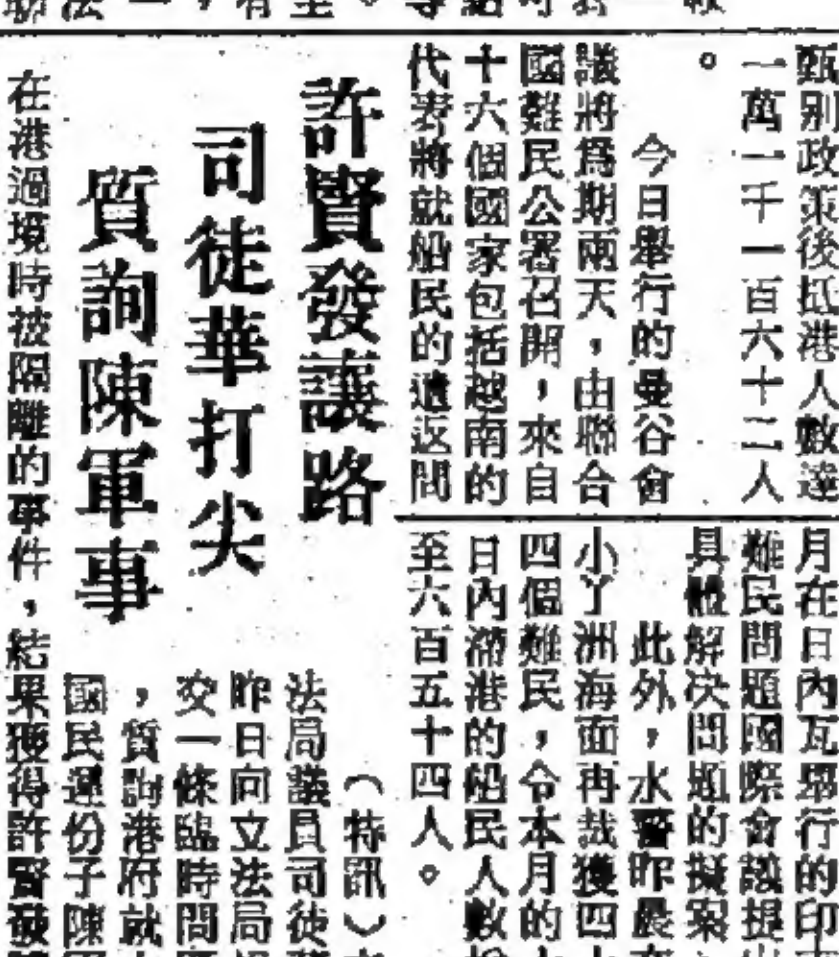 甄別政策後抵港人數達
一萬一千一百六十二人
。
今日舉行的曼谷會
議將爲期兩天，由聯合
國難民公署召開，來自
十六個國家包括越南的
代表將就船民的遣返問
月在日內瓦舉行的印
難民問題國際會議提出
具體解決問題的擬案
此外，水警昨晨在
小丫洲海面再截獲四十
四個難民，令本月的
日內滯港的船民人數
至六百五十四人。
許賢發讓路
司徒華打尖
質詢陳軍事
（特訊）
法局議員司徒華
昨日向立法局
交一條臨時問
，質詢港府就
國民運份子陳
在港過境時被隔離的事件，結果獲得許賢發